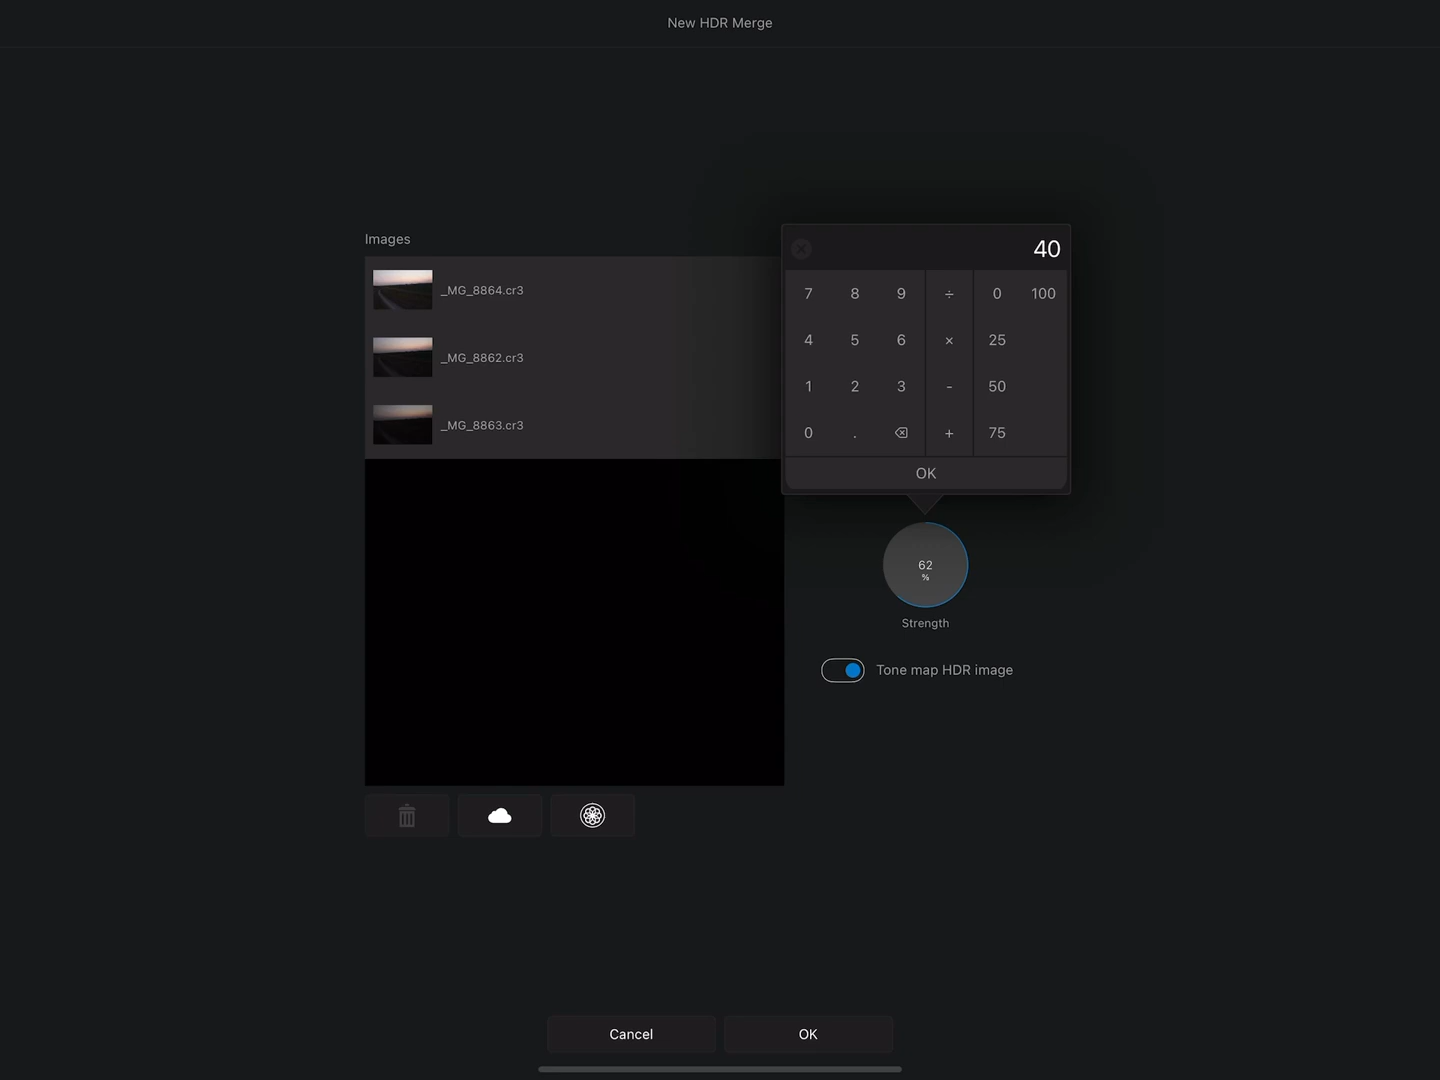 New HDR Merge
Images
_MG_8864.cr3
_MG_8862.cr3
_MG_8863.cr3
40
7 8 9 ÷ 0 100
4 5 6 × 25
1 2 3 - 50
0 . + 75
OK
62
%
Strength
Tone map HDR image
Cancel OK